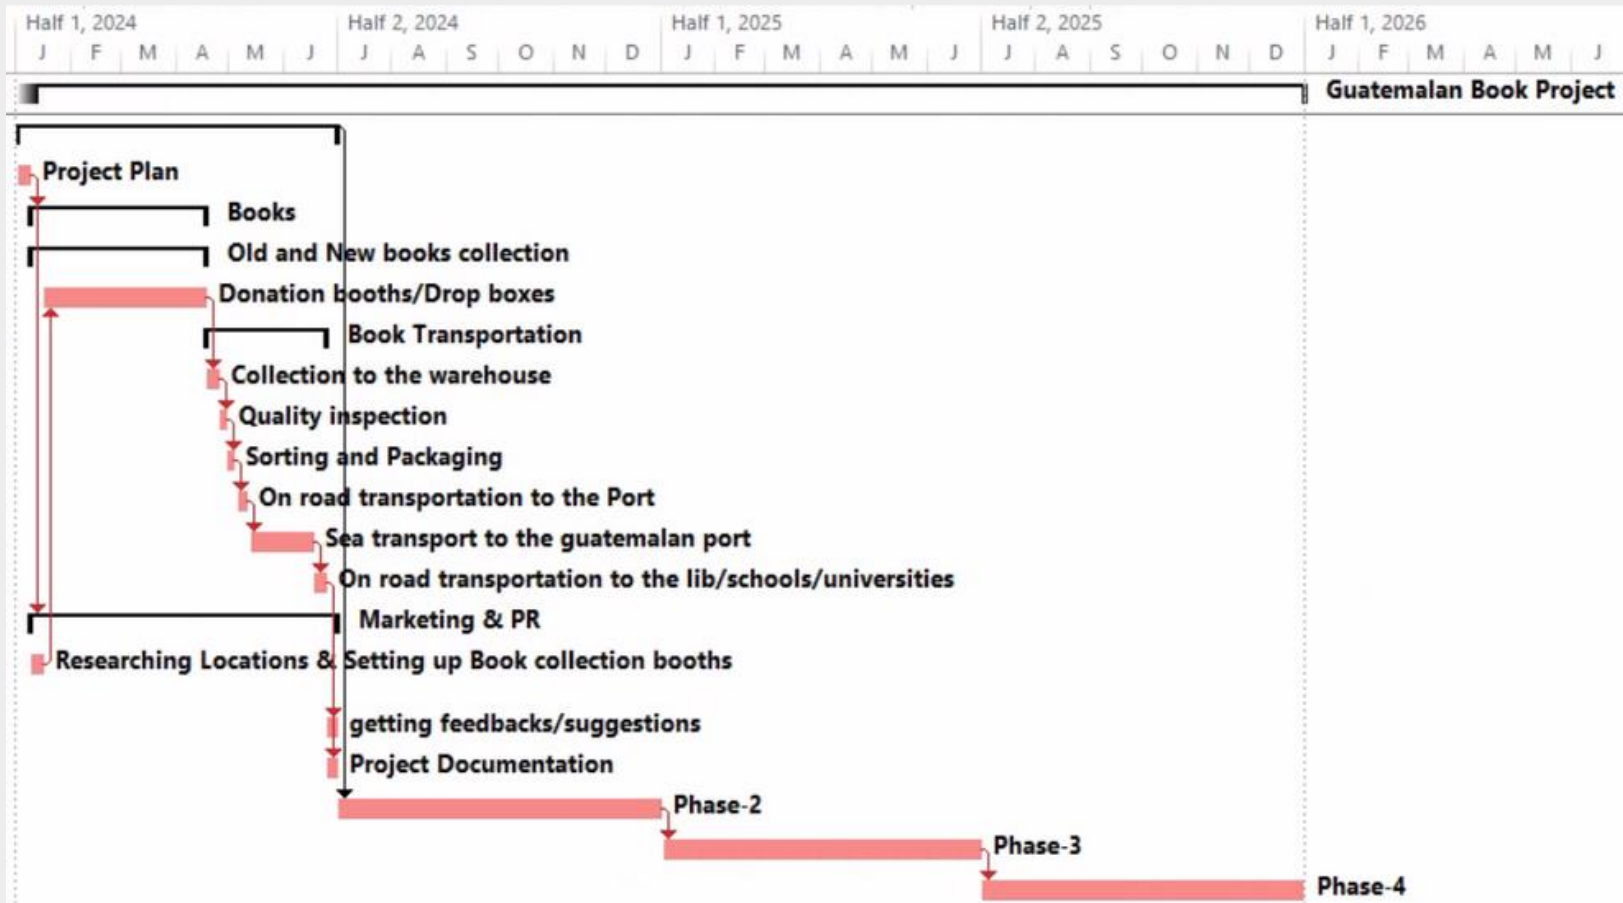 Half 1, 2024 Half 2, 2024 Half 1, 2025 Half 2, 2025 Half 1, 2026
J F M A M J J A S O N D J F M A M J J A S O N D J F M A M J
Guatemalan Book Project
Project Plan
Books
Old and New books collection
Donation booths/Drop boxes
Book Transportation
Collection to the warehouse
Quality inspection
Sorting and Packaging
On road transportation to the Port
Sea transport to the guatemalan port
On road transportation to the lib/schools/universities
Marketing & PR
Researching Locations & Setting up Book collection booths
getting feedbacks/suggestions
Project Documentation
Phase-2
Phase-3
Phase-4